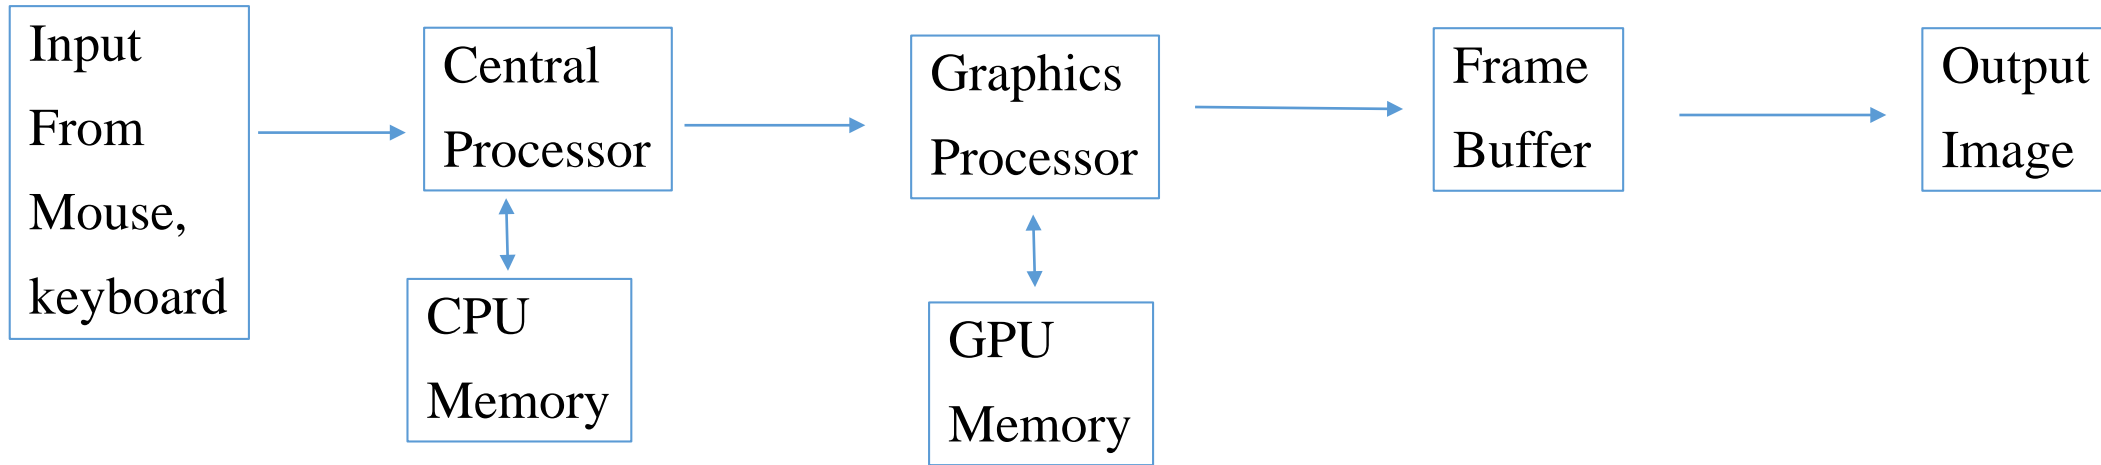 Input
From
Mouse,
keyboard
Central
Processor
CPU
Memory
Graphics
Processor
GPU
Memory
Frame
Buffer
Output
Image